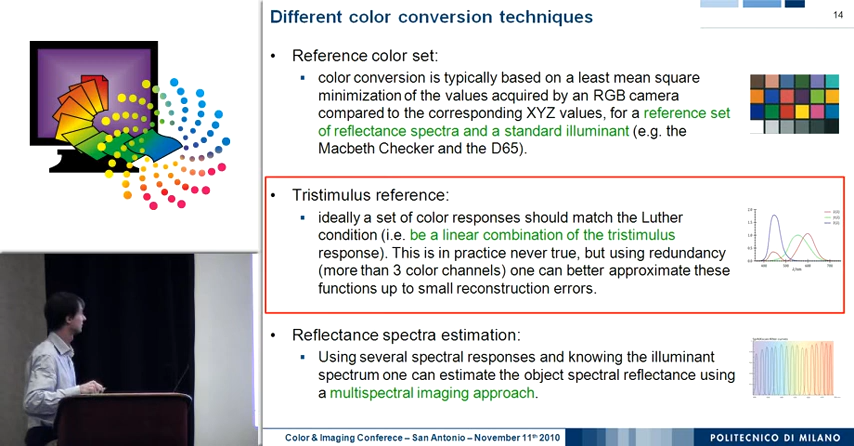 Different color conversion techniques
14
• Reference color set:
▪ color conversion is typically based on a least mean square
minimization of the values acquired by an RGB camera
compared to the corresponding XYZ values, for a reference set
of reflectance spectra and a standard illuminant (e.g. the
Macbeth Checker and the D65).
• Tristimulus reference:
▪ ideally a set of color responses should match the Luther
condition (i.e. be a linear combination of the tristimulus
response). This is in practice never true, but using redundancy
(more than 3 color channels) one can better approximate these
functions up to small reconstruction errors.
• Reflectance spectra estimation:
▪ Using several spectral responses and knowing the illuminant
spectrum one can estimate the object spectral reflectance using
a multispectral imaging approach.
Color & Imaging Conferece – San Antonio – November 11th 2010
POLITECNICO DI MILANO